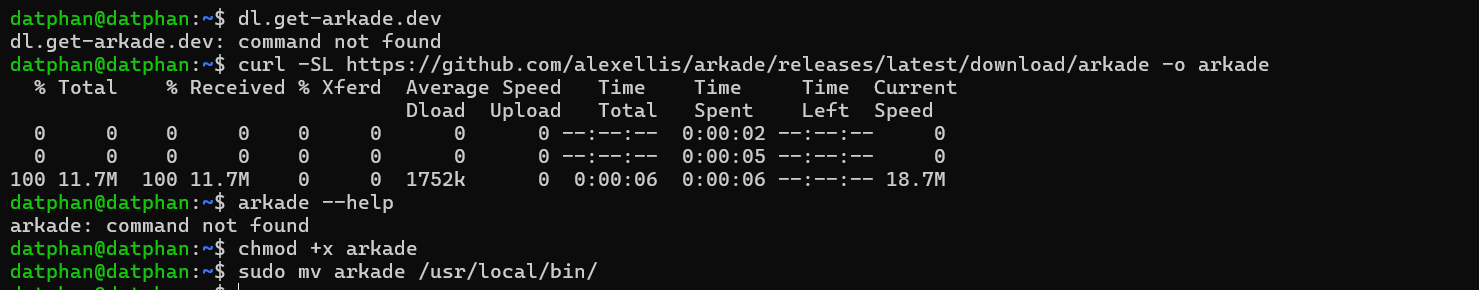 datphan@datphan:~$ dl.get-arkade.dev
dl.get-arkade.dev: command not found
datphan@datphan:~$ curl -SL https://github.com/alexellis/arkade/releases/latest/download/arkade -o arkade
  % Total    % Received % Xferd  Average Speed   Time    Time     Time  Current
                                 Dload  Upload   Total   Spent    Left  Speed
  0     0    0     0    0     0      0      0 --:--:--  0:00:02 --:--:--     0
  0     0    0     0    0     0      0      0 --:--:--  0:00:05 --:--:--     0
100 11.7M  100 11.7M    0     0  1752k      0  0:00:06  0:00:06 --:--:-- 18.7M
datphan@datphan:~$ arkade --help
arkade: command not found
datphan@datphan:~$ chmod +x arkade
datphan@datphan:~$ sudo mv arkade /usr/local/bin/
datphan@datphan:~$